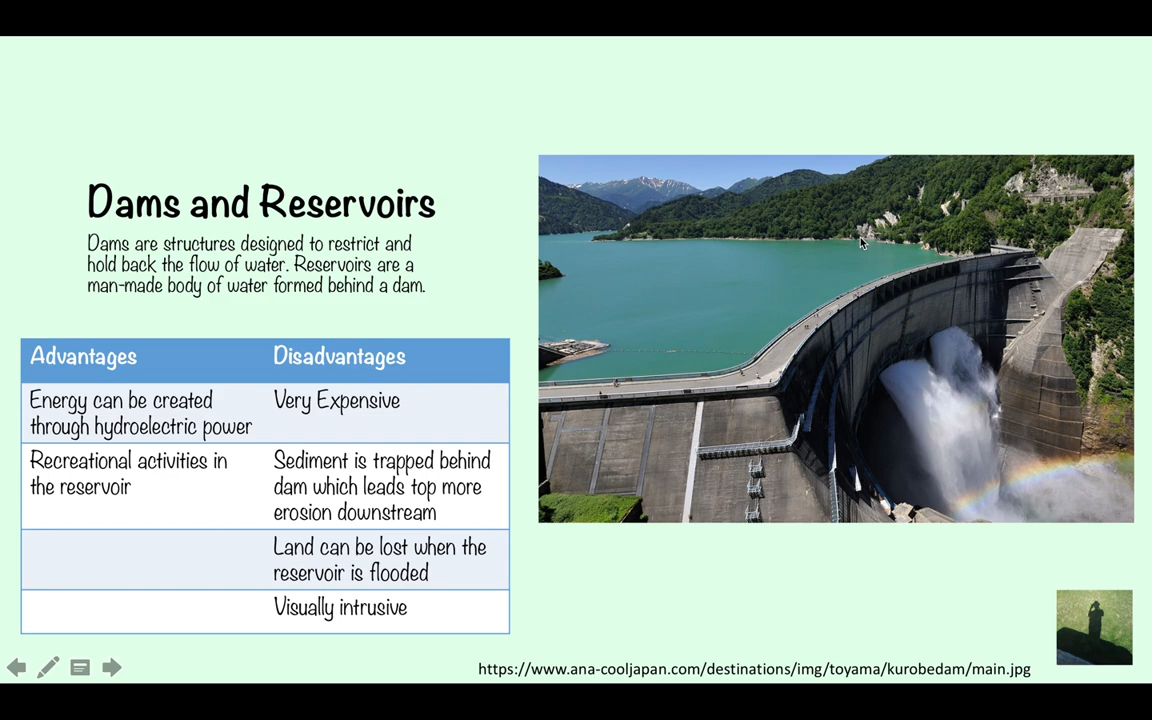 Dams and Reservoirs
Dams are structures designed to restrict and
hold back the flow of water. Reservoirs are a
man-made body of water formed behind a dam.
Advantages
Disadvantages
Energy can be created
through hydroelectric power
Very Expensive
Recreational activities in
the reservoir
Sediment is trapped behind
dam which leads top more
erosion downstream
Land can be lost when the
reservoir is flooded
Visually intrusive
https://www.ana-cooljapan.com/destinations/img/toyama/kurobedam/main.jpg